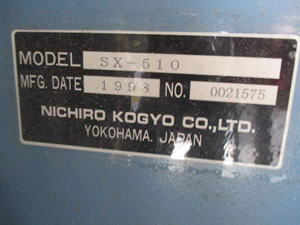 MODEL SX-510
MFG. DATE 1998 NO. 0021575
NICHIRO KOGYO CO.,LTD.
YOKOHAMA. JAPAN